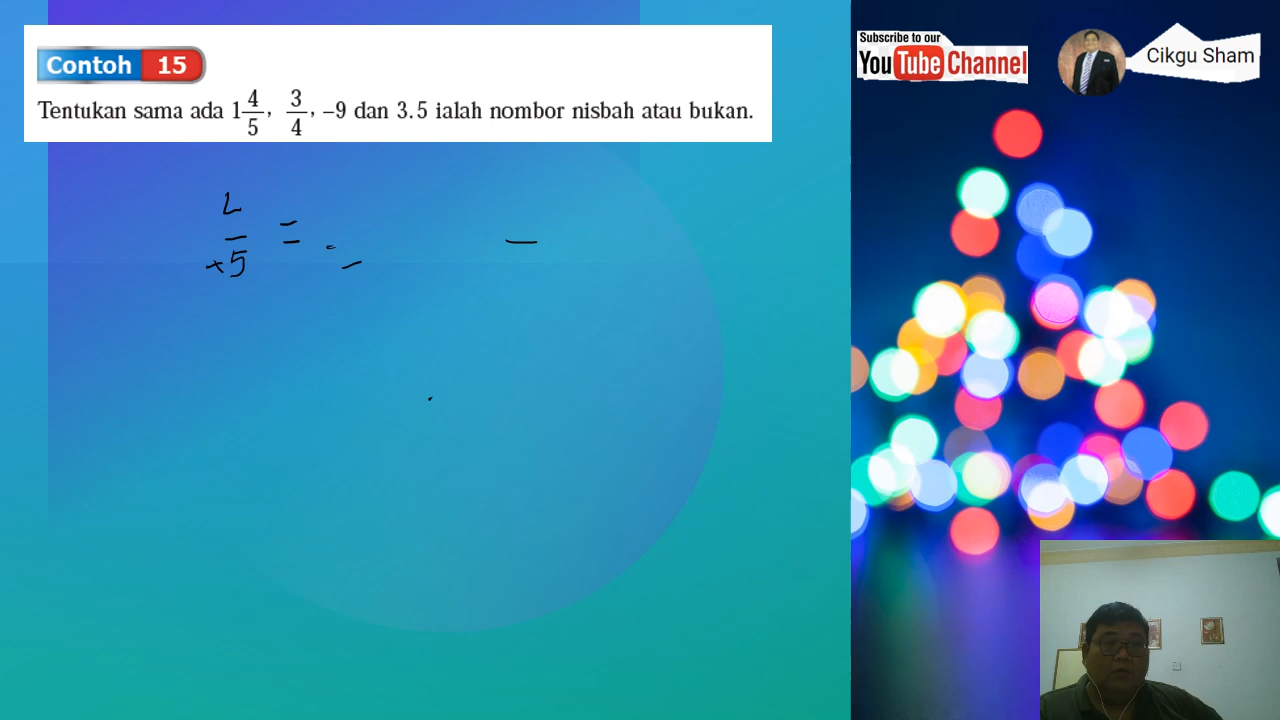 Contoh 15
Tentukan sama ada 1 4/5, 3/4, –9 dan 3.5 ialah nombor nisbah atau bukan.
5 =
Subscribe to our
YouTube Channel
Cikgu Sham